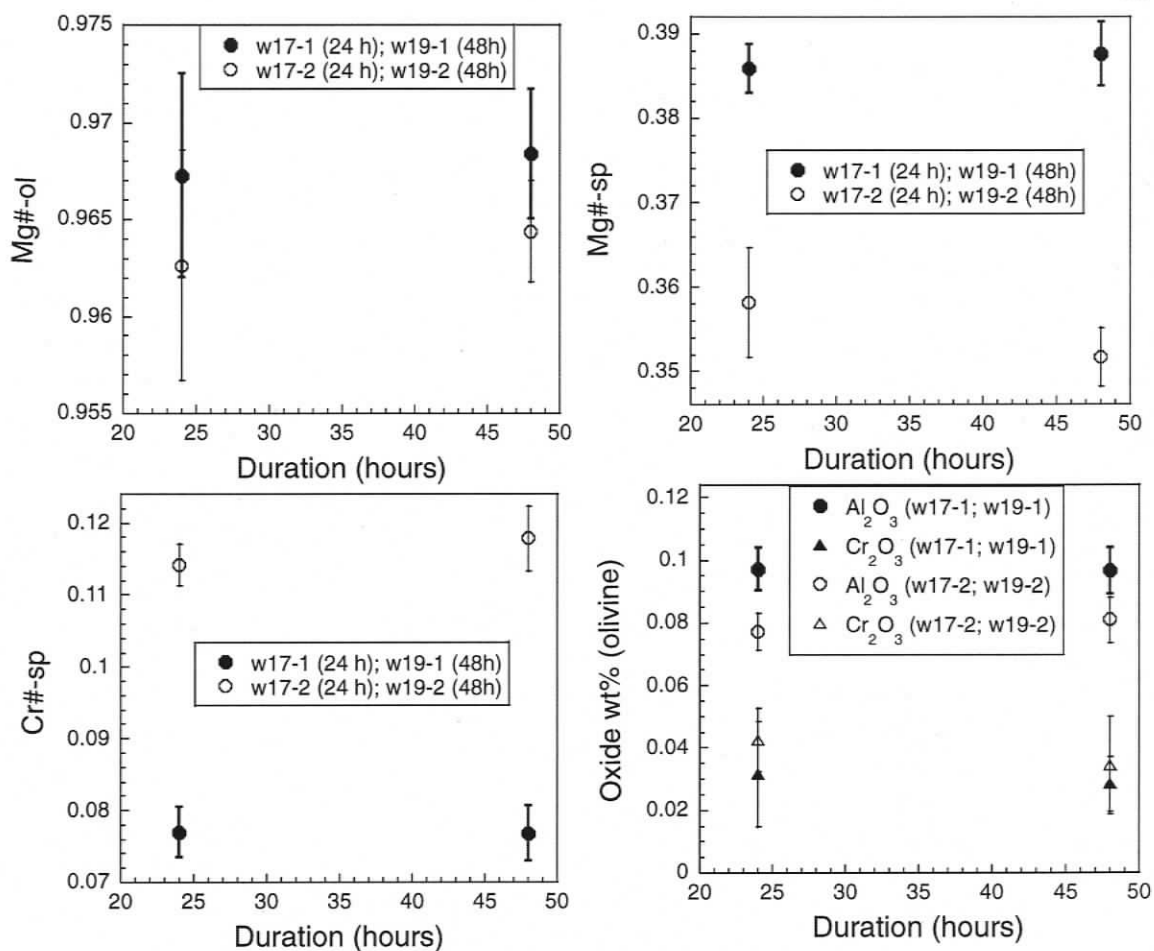 0.975
0.97
0.965
0.96
0.955
Mg#-ol
w17-1 (24 h); w19-1 (48h)
w17-2 (24 h); w19-2 (48h)
20 25 30 35 40 45 50
Duration (hours)
0.39
0.38
0.37
0.36
0.35
Mg#-sp
w17-1 (24 h); w19-1 (48h)
w17-2 (24 h); w19-2 (48h)
20 25 30 35 40 45 50
Duration (hours)
0.12
0.11
0.1
0.09
0.08
0.07
Cr#-sp
w17-1 (24 h); w19-1 (48h)
w17-2 (24 h); w19-2 (48h)
20 25 30 35 40 45 50
Duration (hours)
0.12
0.1
0.08
0.06
0.04
0.02
0
Oxide wt% (olivine)
Al2O3 (w17-1; w19-1)
Cr2O3 (w17-1; w19-1)
Al2O3 (w17-2; w19-2)
Cr2O3 (w17-2; w19-2)
20 25 30 35 40 45 50
Duration (hours)